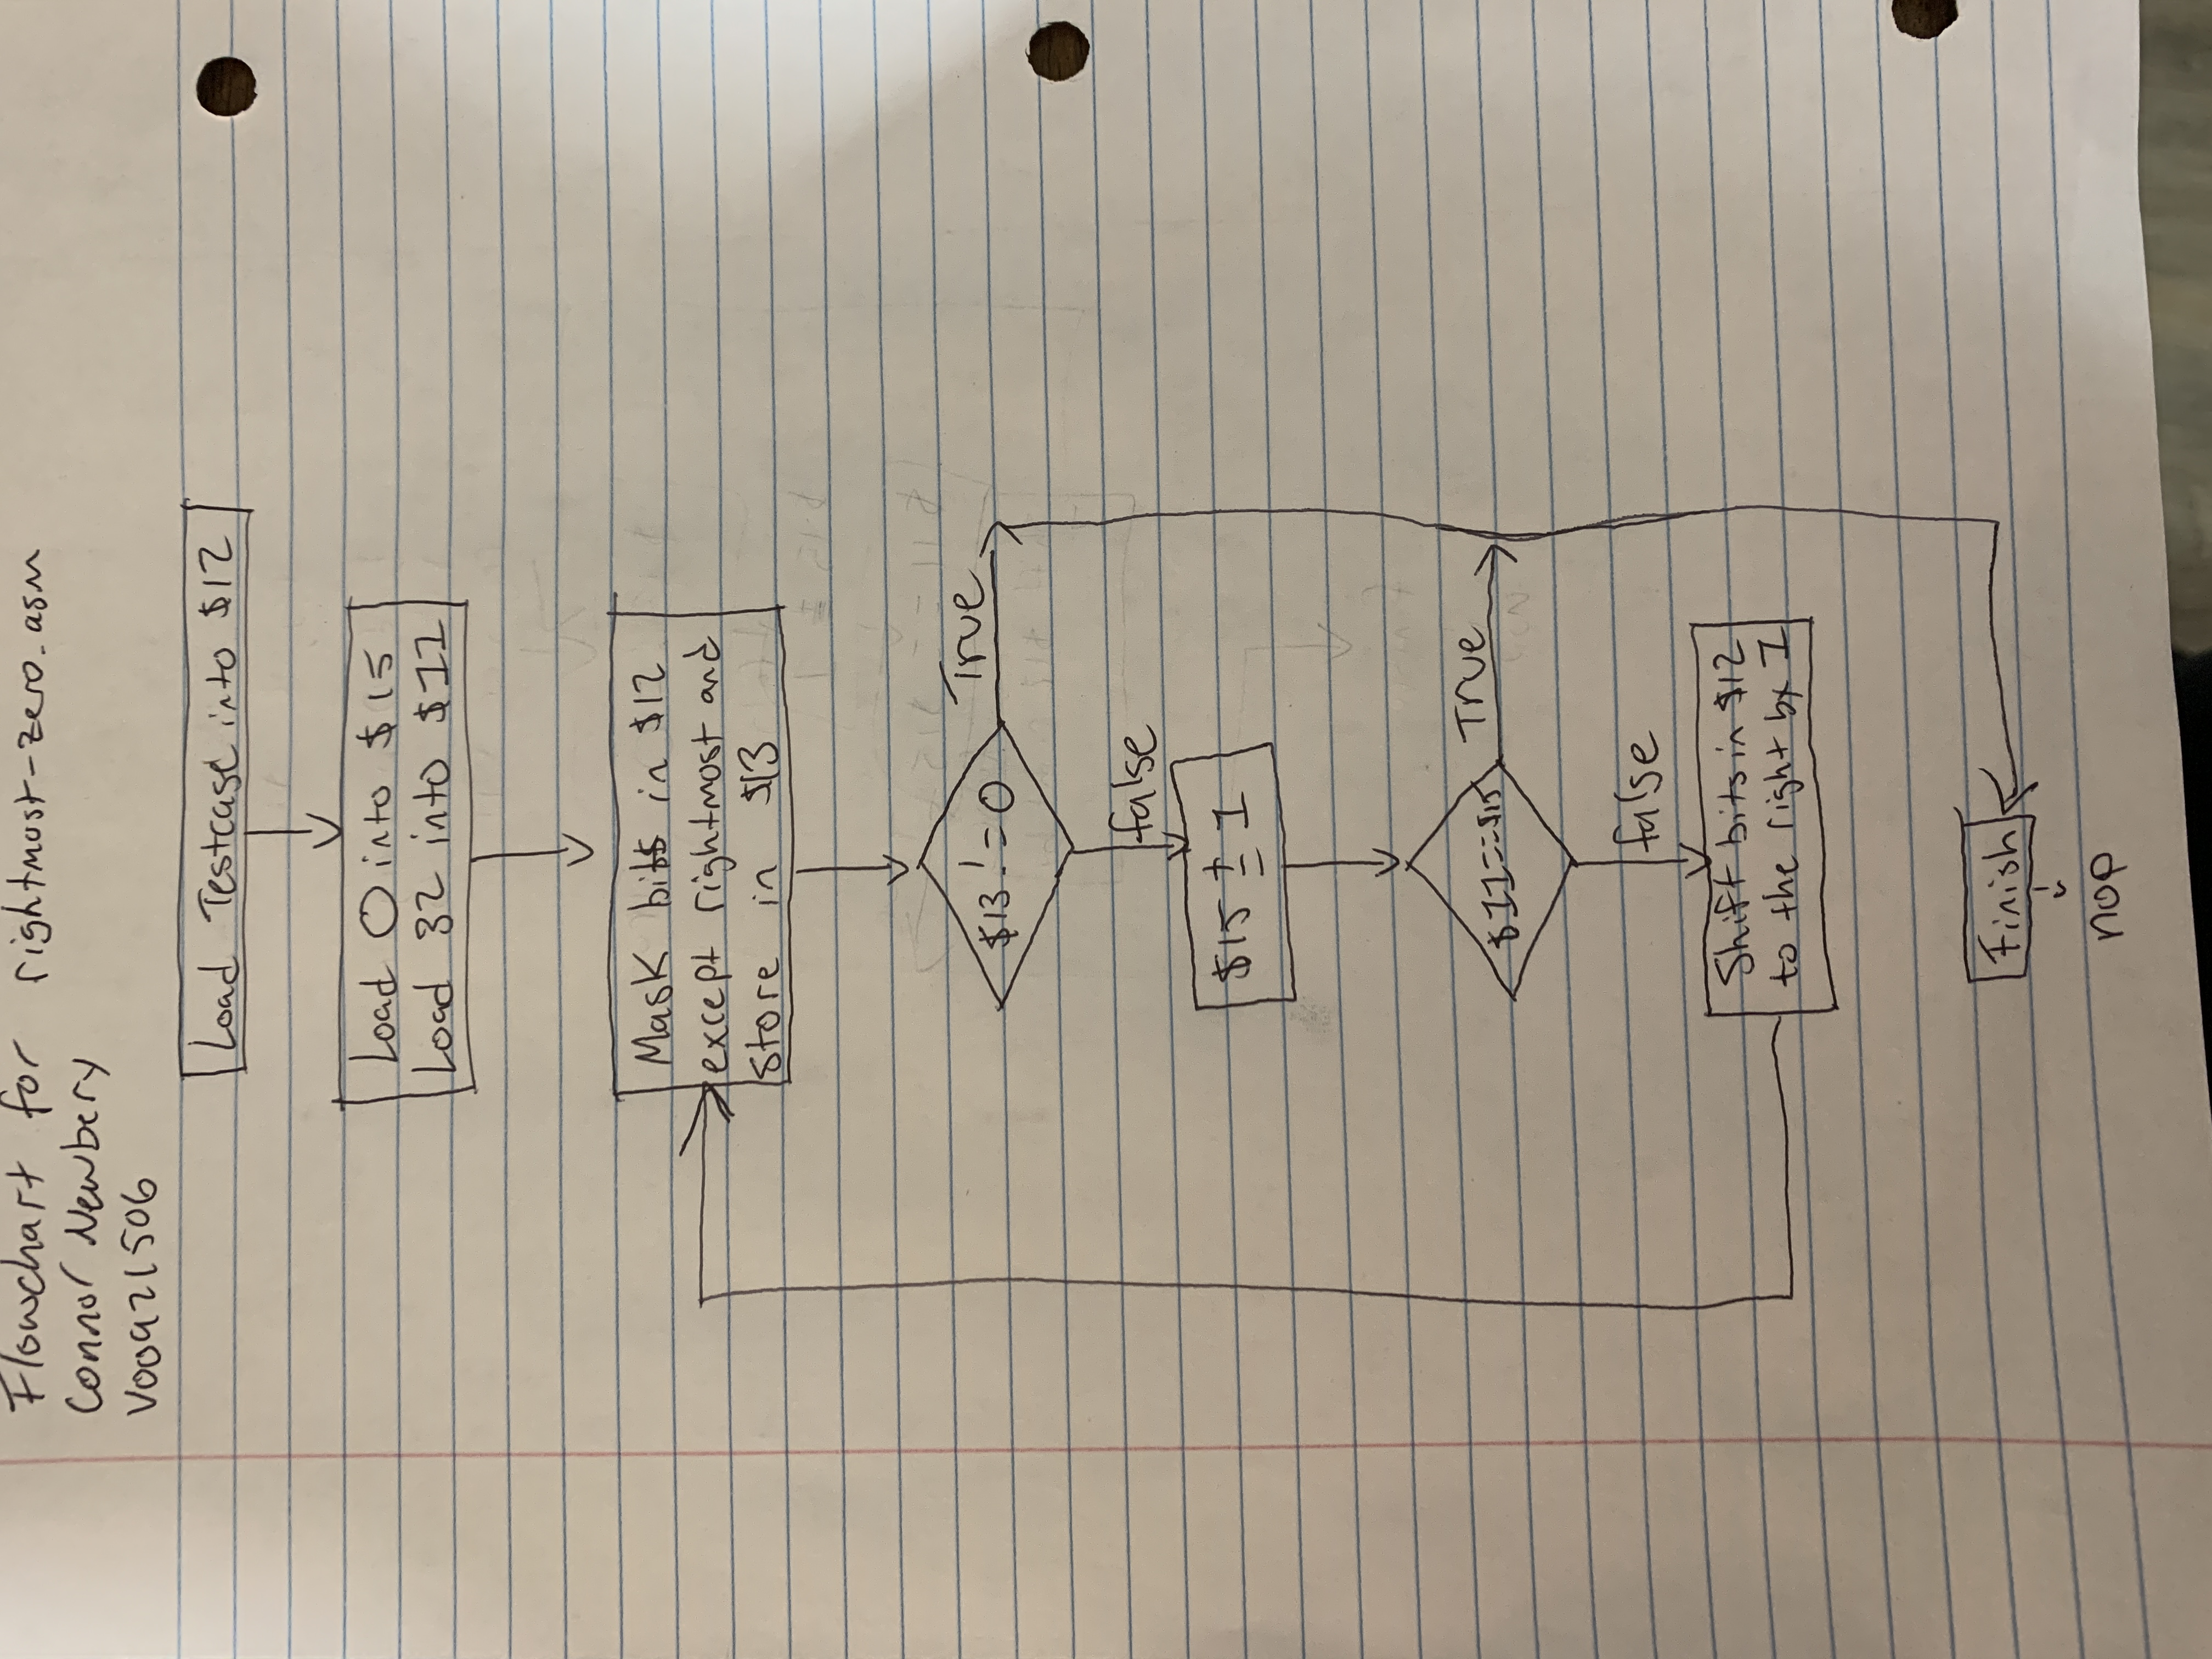 Flowchart for rightmost-zero.asm
Connor Newbery
V00921506
Load Testcase into $12
Load 0 into $15
Load 32 into $11
Mask bits in $12
except rightmost and
store in $13
$13 != 0
True
false
$15 += 1
$11 == $15
True
false
Shift bits in $12
to the right by 1
Finish
nop